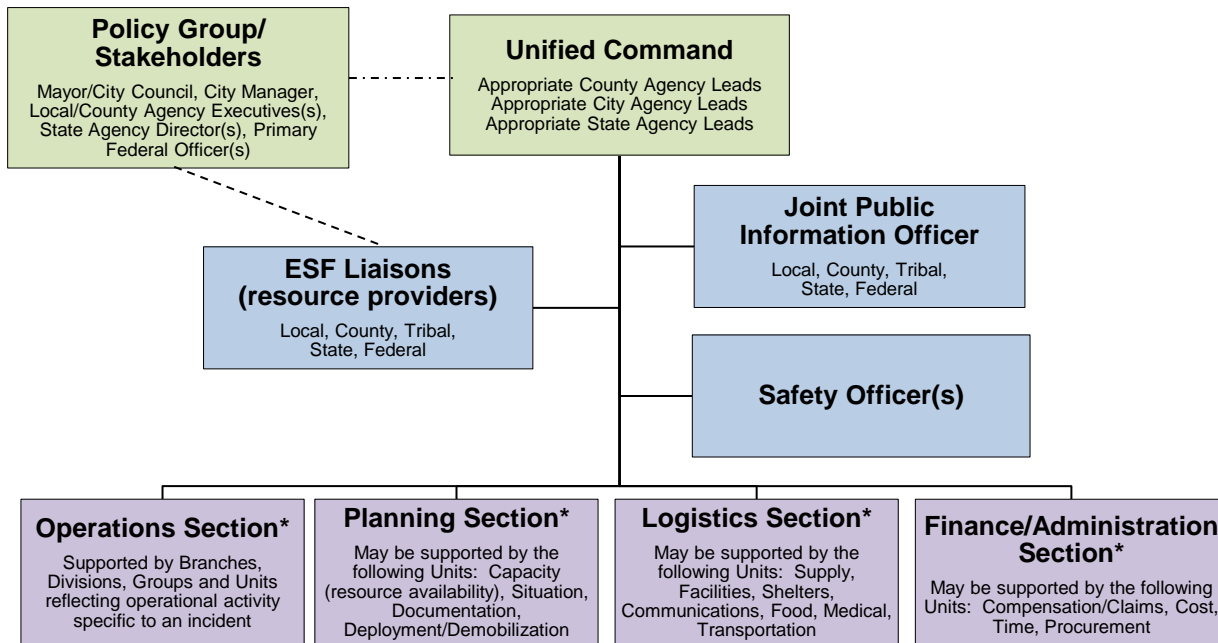 Policy Group/
Stakeholders
Mayor/City Council, City Manager,
Local/County Agency Executives(s),
State Agency Director(s), Primary
Federal Officer(s)
Unified Command
Appropriate County Agency Leads
Appropriate City Agency Leads
Appropriate State Agency Leads
Joint Public
Information Officer
Local, County, Tribal,
State, Federal
ESF Liaisons
(resource providers)
Local, County, Tribal,
State, Federal
Safety Officer(s)
Operations Section*
Supported by Branches,
Divisions, Groups and Units
reflecting operational activity
specific to an incident
Planning Section*
May be supported by the
following Units: Capacity
(resource availability), Situation,
Documentation,
Deployment/Demobilization
Logistics Section*
May be supported by the
following Units: Supply,
Facilities, Shelters,
Communications, Food, Medical,
Transportation
Finance/Administration
Section*
May be supported by the following
Units: Compensation/Claims, Cost,
Time, Procurement